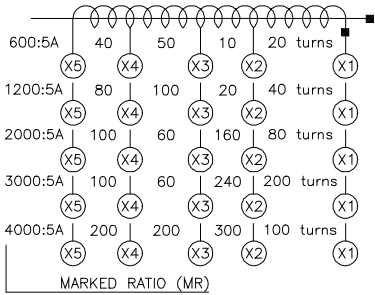 600:5A 40 50 10 20 turns
X5 X4 X3 X2 X1
1200:5A 80 100 20 40 turns
X5 X4 X3 X2 X1
2000:5A 100 60 160 80 turns
X5 X4 X3 X2 X1
3000:5A 100 60 240 200 turns
X5 X4 X3 X2 X1
4000:5A 200 200 300 100 turns
X5 X4 X3 X2 X1
MARKED RATIO (MR)